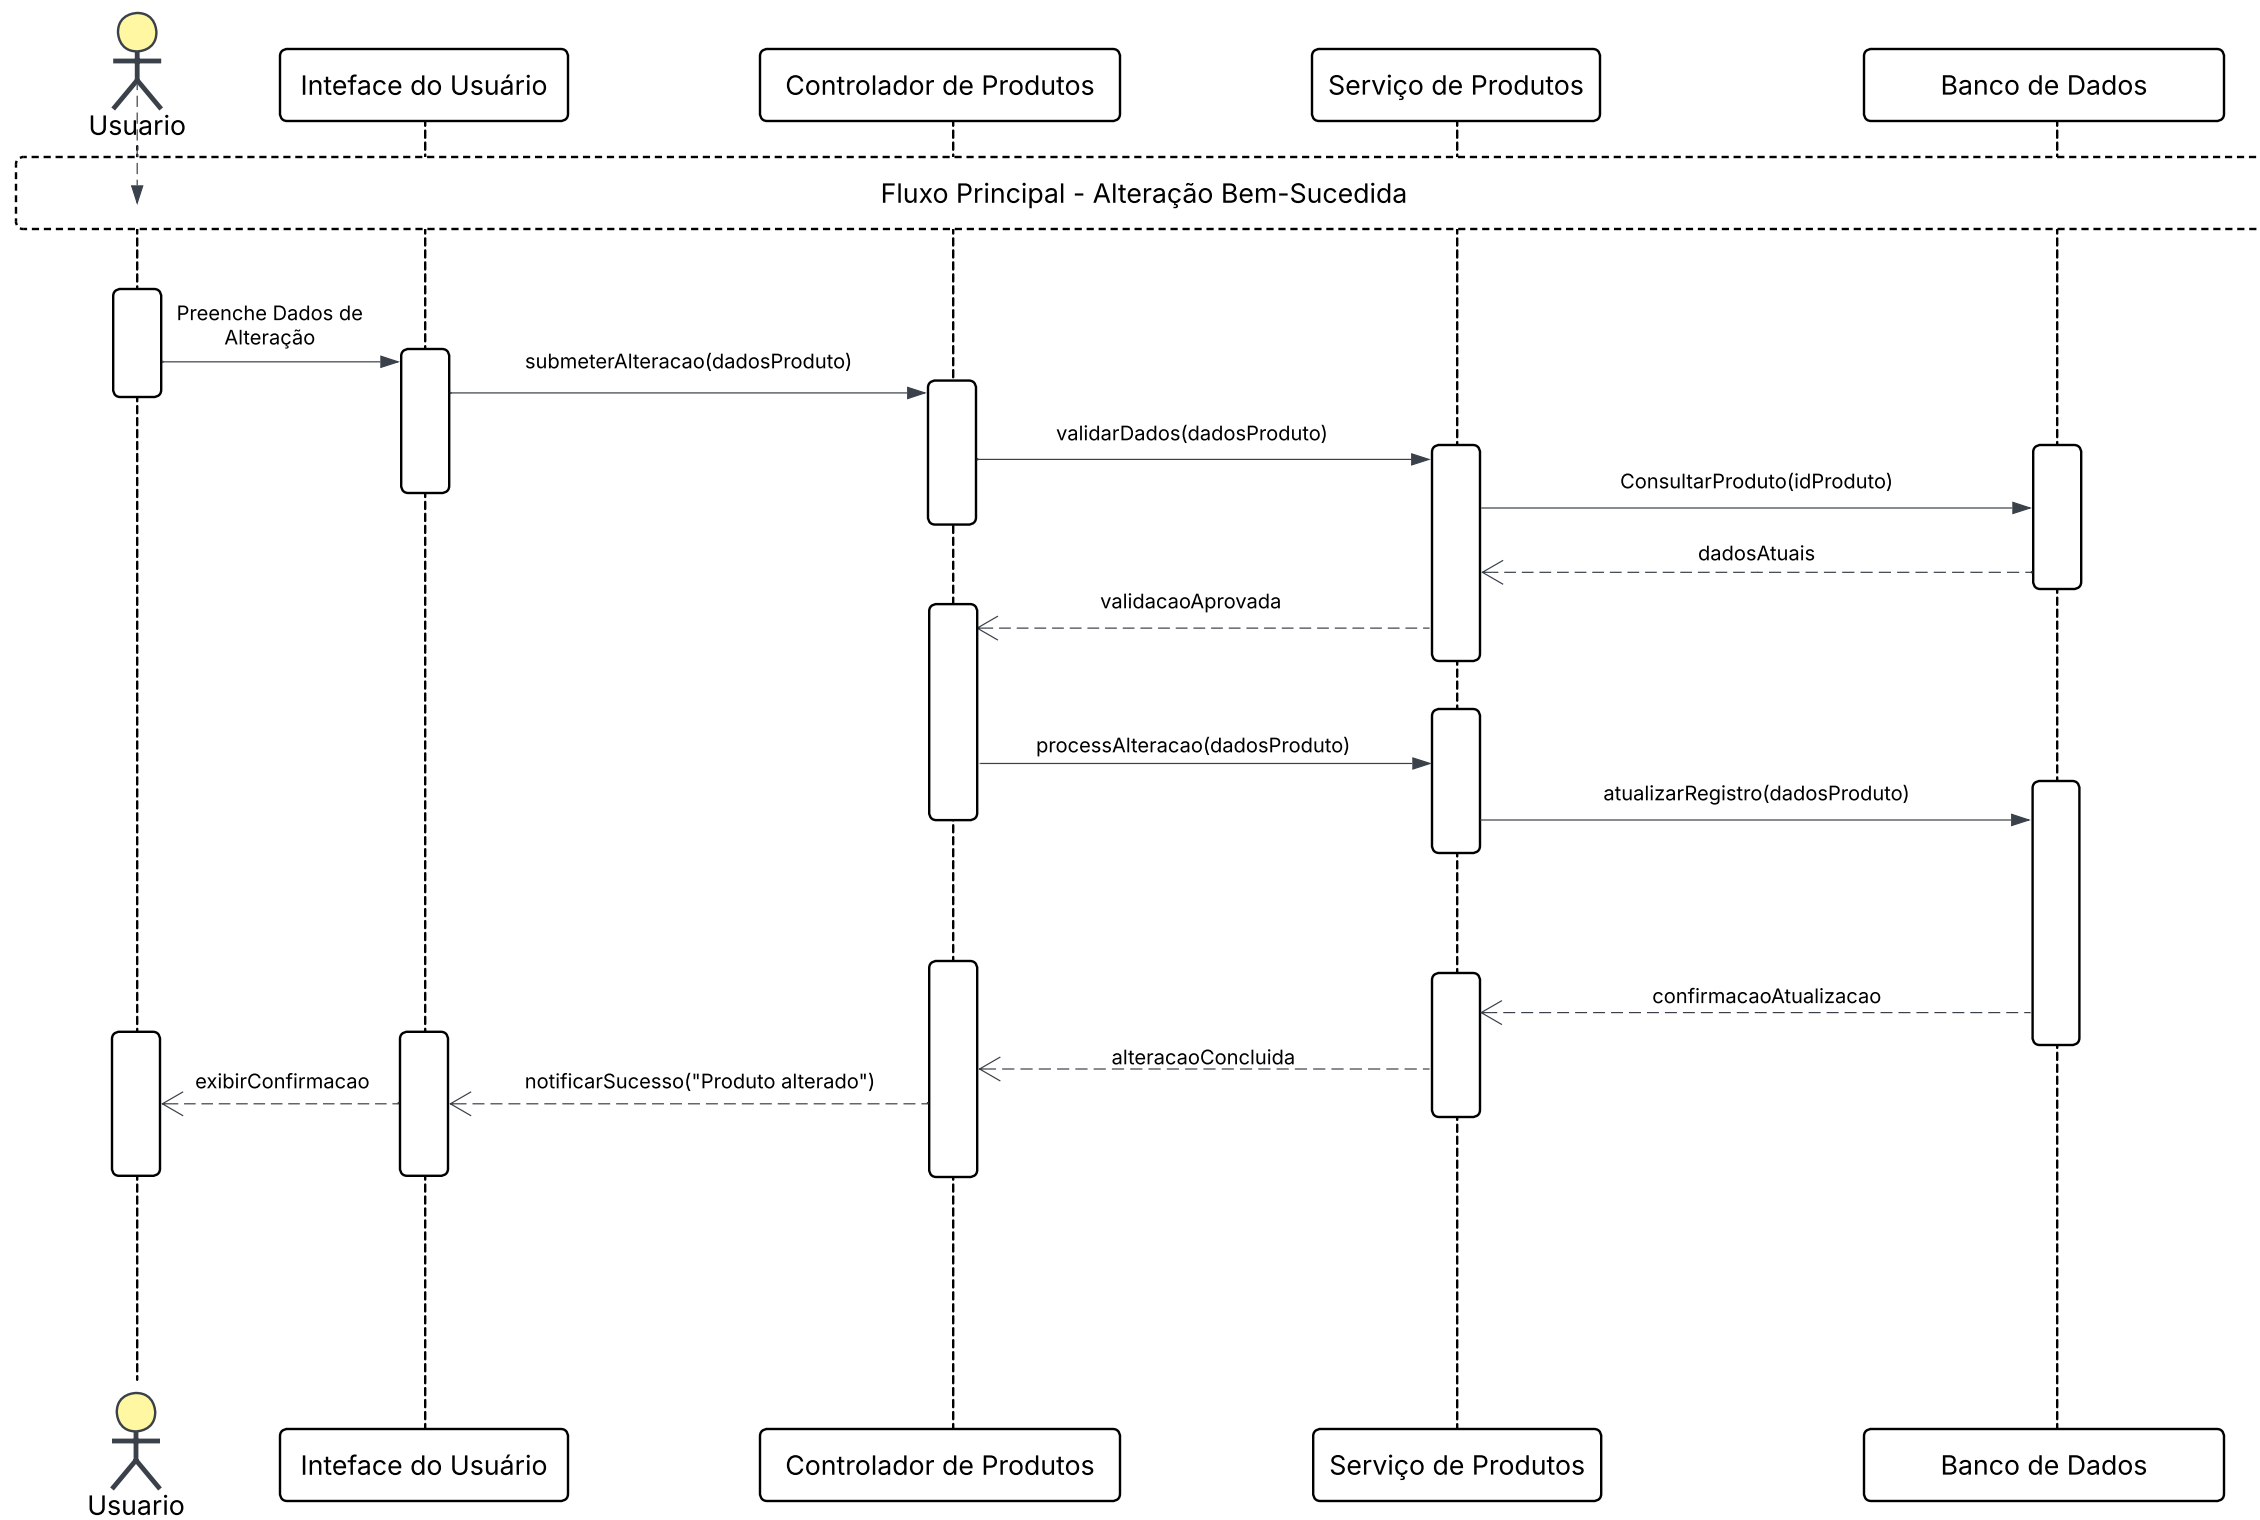 Usuario
Inteface do Usuário
Controlador de Produtos
Serviço de Produtos
Banco de Dados
Fluxo Principal - Alteração Bem-Sucedida
Preenche Dados de
Alteração
submeterAlteracao(dadosProduto)
validarDados(dadosProduto)
ConsultarProduto(idProduto)
dadosAtuais
validacaoAprovada
processAlteracao(dadosProduto)
atualizarRegistro(dadosProduto)
confirmacaoAtualizacao
alteracaoConcluida
notificarSucesso("Produto alterado")
exibirConfirmacao
Usuario
Inteface do Usuário
Controlador de Produtos
Serviço de Produtos
Banco de Dados